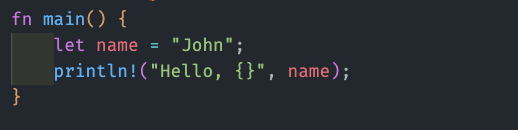 fn main() {
    let name = "John";
    println!("Hello, {}", name);
}